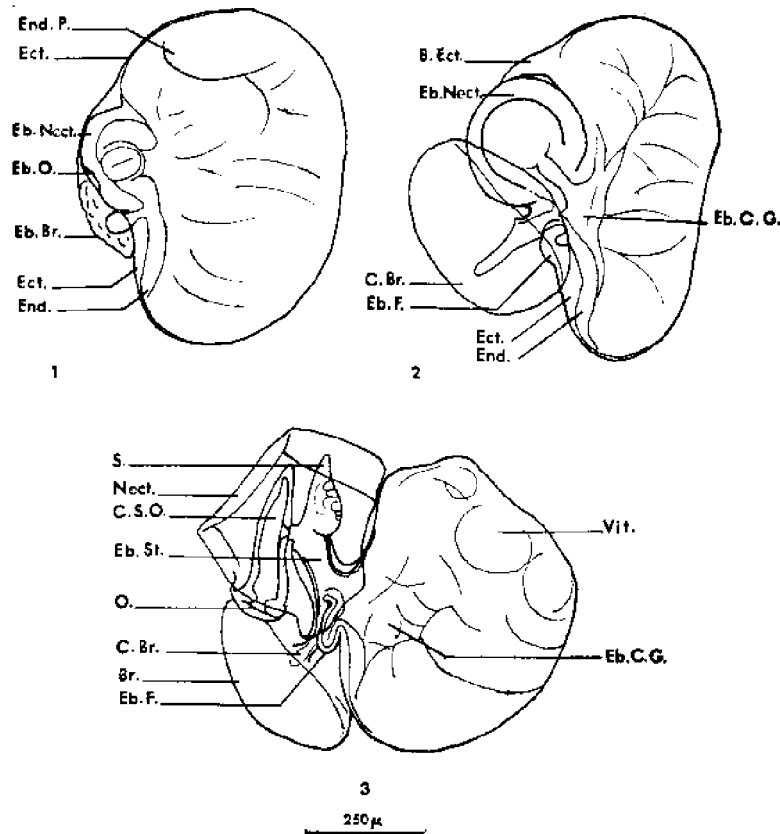 End. P.
Ect.
Eb. Nect.
Eb. O.
Eb. Br.
Ect.
End.
1
B. Ect.
Eb. Nect.
Eb. C. G.
C. Br.
Eb. F.
Ect.
End.
2
S.
Nect.
C. S. O.
Eb. St.
O.
C. Br.
Br.
Eb. F.
Vit.
Eb. C. G.
3
250 µ